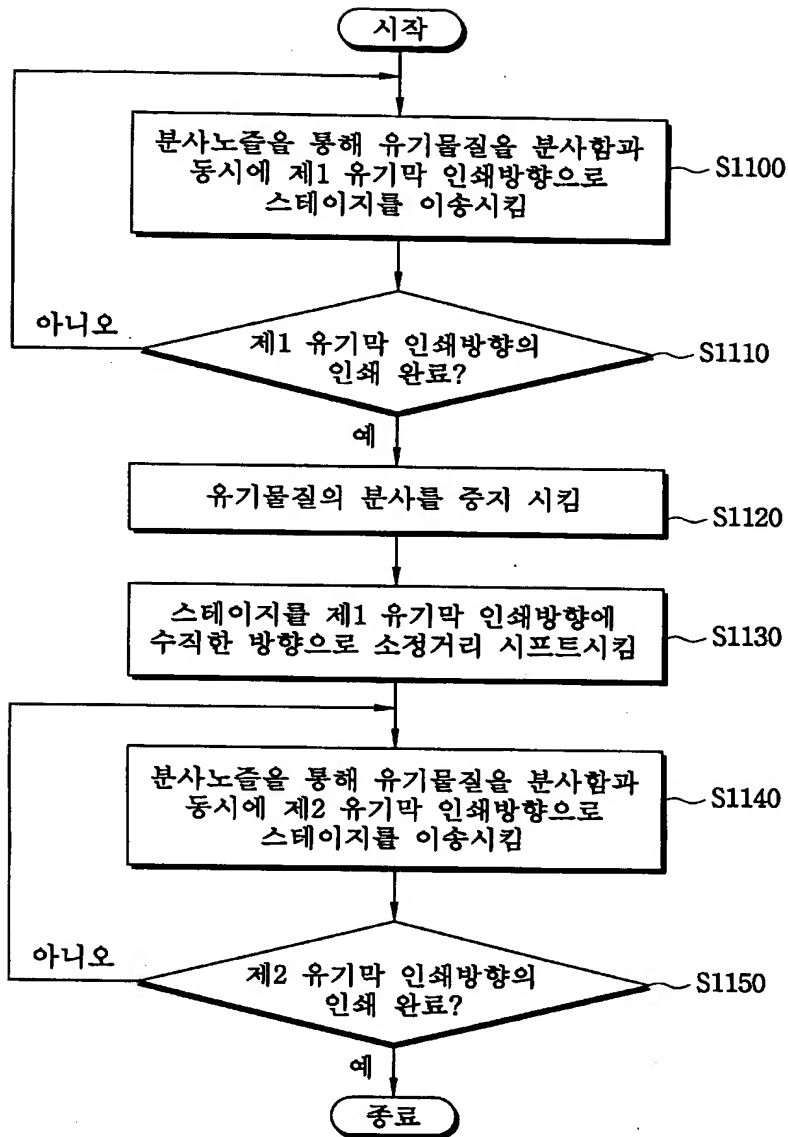 시작
분사노즐을 통해 유기물질을 분사함과
동시에 제1 유기막 인쇄방향으로
스테이지를 이송시킴
S1100
아니오
제1 유기막 인쇄방향의
인쇄 완료?
S1110
예
유기물질의 분사를 중지 시킴
S1120
스테이지를 제1 유기막 인쇄방향에
수직한 방향으로 소정거리 시프트시킴
S1130
분사노즐을 통해 유기물질을 분사함과
동시에 제2 유기막 인쇄방향으로
스테이지를 이송시킴
S1140
아니오
제2 유기막 인쇄방향의
인쇄 완료?
S1150
예
종료